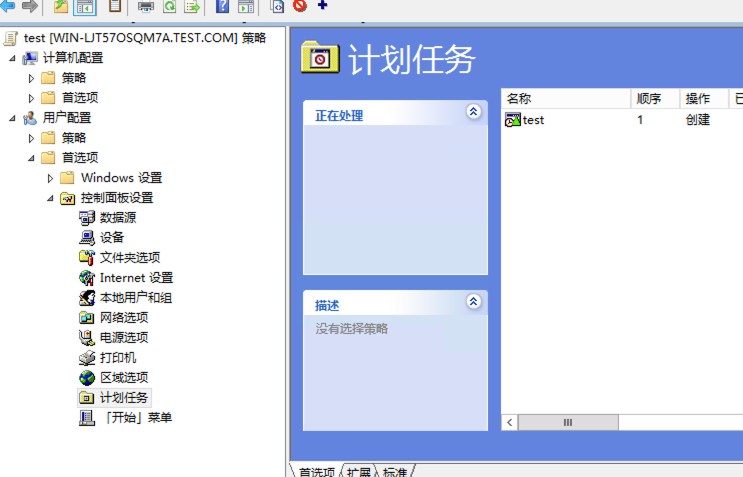 test [WIN-LJT57OSQM7A.TEST.COM] 策略
计算机配置
策略
首选项
用户配置
策略
首选项
Windows 设置
控制面板设置
数据源
设备
文件夹选项
Internet 设置
本地用户和组
网络选项
电源选项
打印机
区域选项
计划任务
「开始」菜单
计划任务
正在处理
描述
没有选择策略
名称 顺序 操作
test 1 创建
首选项 扩展 标准